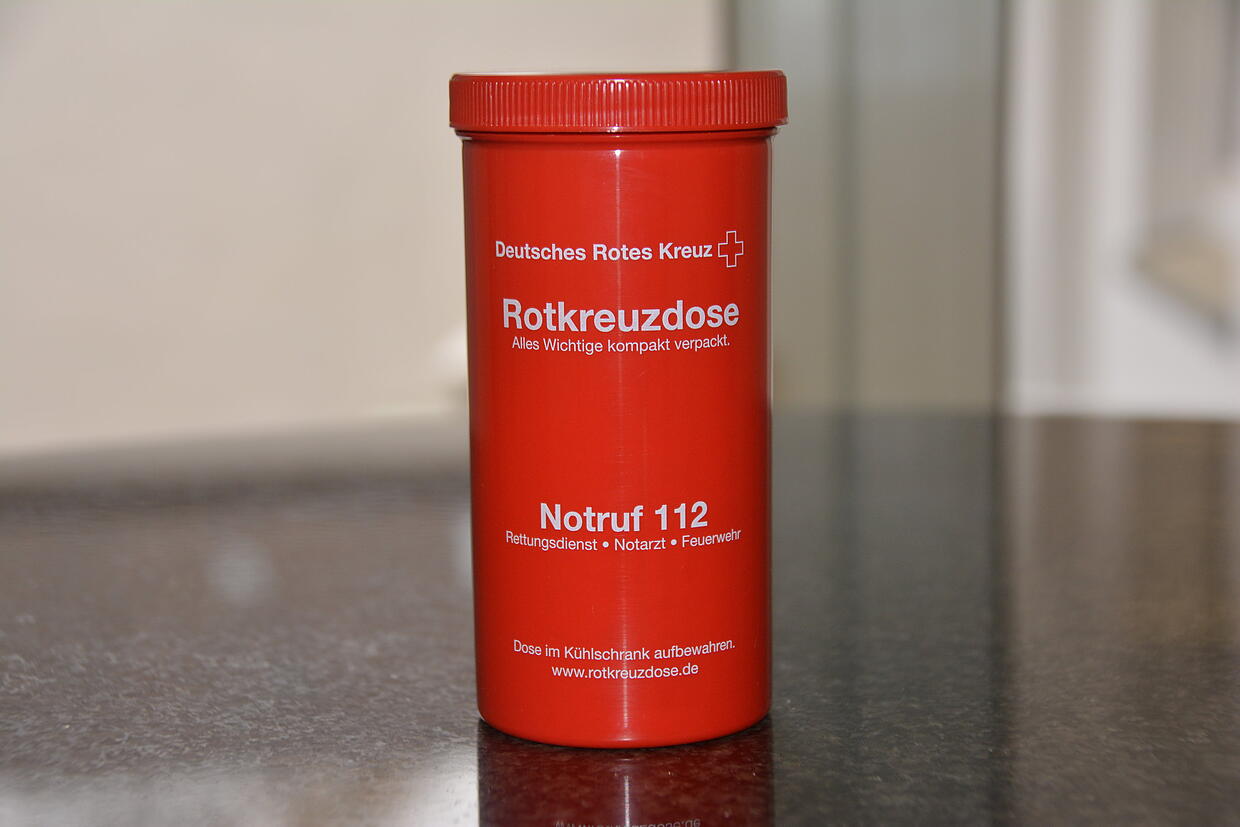 Deutsches Rotes Kreuz
Rotkreuzdose
Alles Wichtige kompakt verpackt.
Notruf 112
Rettungsdienst • Notarzt • Feuerwehr
Dose im Kühlschrank aufbewahren.
www.rotkreuzdose.de